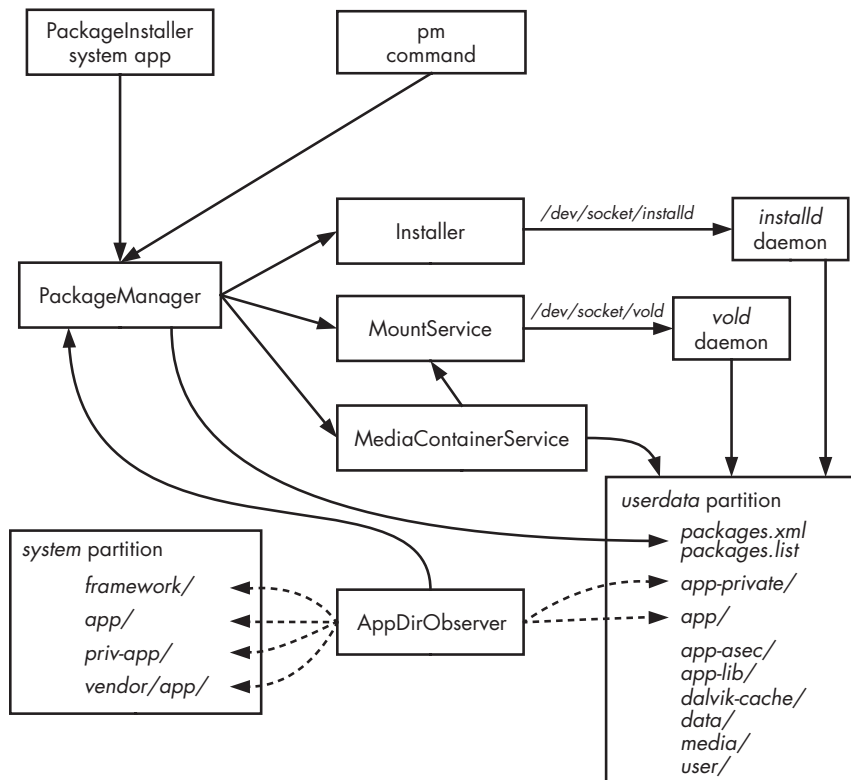 PackageInstaller
system app
pm
command
/dev/socket/installd
Installer
installd
daemon
PackageManager
/dev/socket/vold
MountService
vold
daemon
MediaContainerService
userdata partition
packages.xml
packages.list
app-private/
app/
app-asec/
app-lib/
dalvik-cache/
data/
media/
user/
system partition
framework/
app/
priv-app/
vendor/app/
AppDirObserver